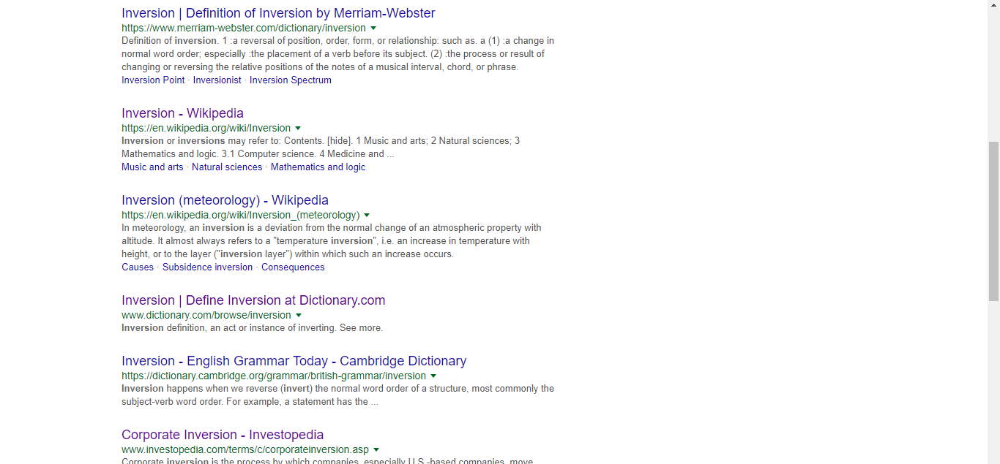 Inversion | Definition of Inversion by Merriam-Webster
https://www.merriam-webster.com/dictionary/inversion
Definition of inversion. 1 :a reversal of position, order, form, or relationship: such as. a (1) :a change in
normal word order; especially :the placement of a verb before its subject. (2) :the process or result of
changing or reversing the relative positions of the notes of a musical interval, chord, or phrase.
Inversion Point · Inversionist · Inversion Spectrum
Inversion - Wikipedia
https://en.wikipedia.org/wiki/Inversion
Inversion or inversions may refer to: Contents. [hide]. 1 Music and arts; 2 Natural sciences; 3
Mathematics and logic. 3.1 Computer science. 4 Medicine and ...
Music and arts · Natural sciences · Mathematics and logic
Inversion (meteorology) - Wikipedia
https://en.wikipedia.org/wiki/Inversion_(meteorology)
In meteorology, an inversion is a deviation from the normal change of an atmospheric property with
altitude. It almost always refers to a "temperature inversion", i.e. an increase in temperature with
height, or to the layer ("inversion layer") within which such an increase occurs.
Causes · Subsidence inversion · Consequences
Inversion | Define Inversion at Dictionary.com
www.dictionary.com/browse/inversion
Inversion definition, an act or instance of inverting. See more.
Inversion - English Grammar Today - Cambridge Dictionary
https://dictionary.cambridge.org/grammar/british-grammar/inversion
Inversion happens when we reverse (invert) the normal word order of a structure, most commonly the
subject-verb word order. For example, a statement has the ...
Corporate Inversion - Investopedia
www.investopedia.com/terms/c/corporateinversion.asp
Corporate inversion is the process by which companies, especially U.S.-based companies, move